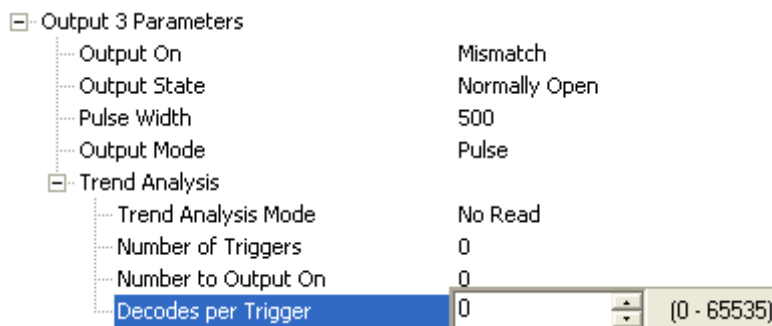 Output 3 Parameters
Output On Mismatch
Output State Normally Open
Pulse Width 500
Output Mode Pulse
Trend Analysis
Trend Analysis Mode No Read
Number of Triggers 0
Number to Output On 0
Decodes per Trigger 0 (0 - 65535)